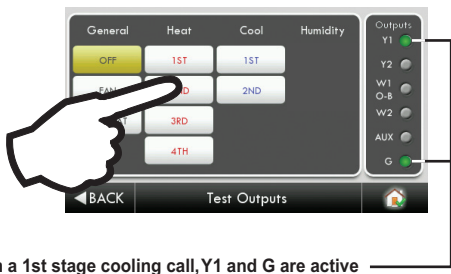 General Heat Cool Humidity
Outputs
OFF 1ST 1ST
Y1
2ND
Y2
3RD
W1
O-B
4TH
W2
AUX
G
BACK Test Outputs
a 1st stage cooling call, Y1 and G are active